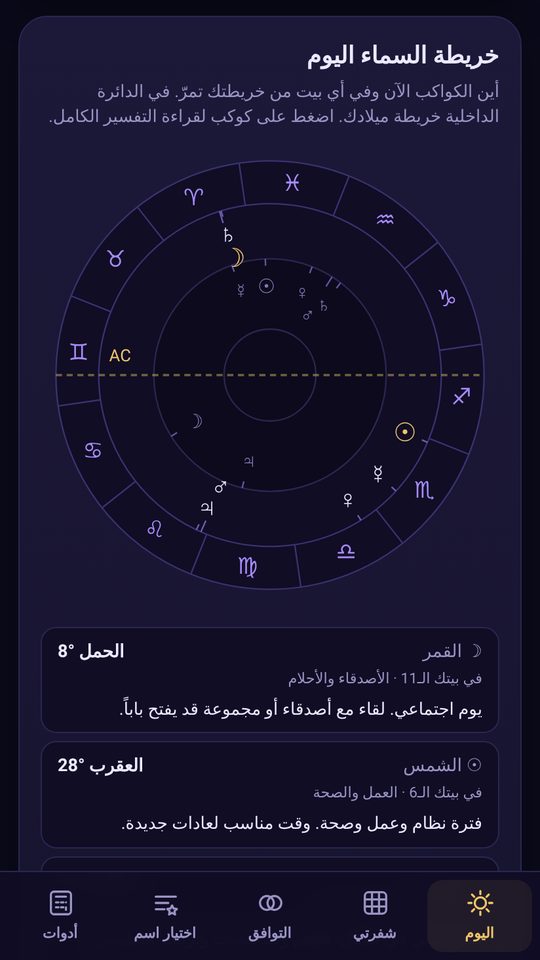 خريطة السماء اليوم
أين الكواكب الآن وفي أي بيت من خريطتك تمرّ. في الدائرة
الداخلية خريطة ميلادك. اضغط على كوكب لقراءة التفسير الكامل.
♓
♈ ♒
♄
♉ ☽ ♑
☿ ☉ ♀ ♄
♂
♊ AC
♐
☽ ☉
♋ ♃ ☿ ♏
♂ ♀
♃
♌ ♎
♍
☽ القمر الحمل 8°
في بيتك الـ11 · الأصدقاء والأحلام
يوم اجتماعي. لقاء مع أصدقاء أو مجموعة قد يفتح باباً.
☉ الشمس العقرب 28°
في بيتك الـ6 · العمل والصحة
فترة نظام وعمل وصحة. وقت مناسب لعادات جديدة.
اليوم شفرتي التوافق اختيار اسم أدوات